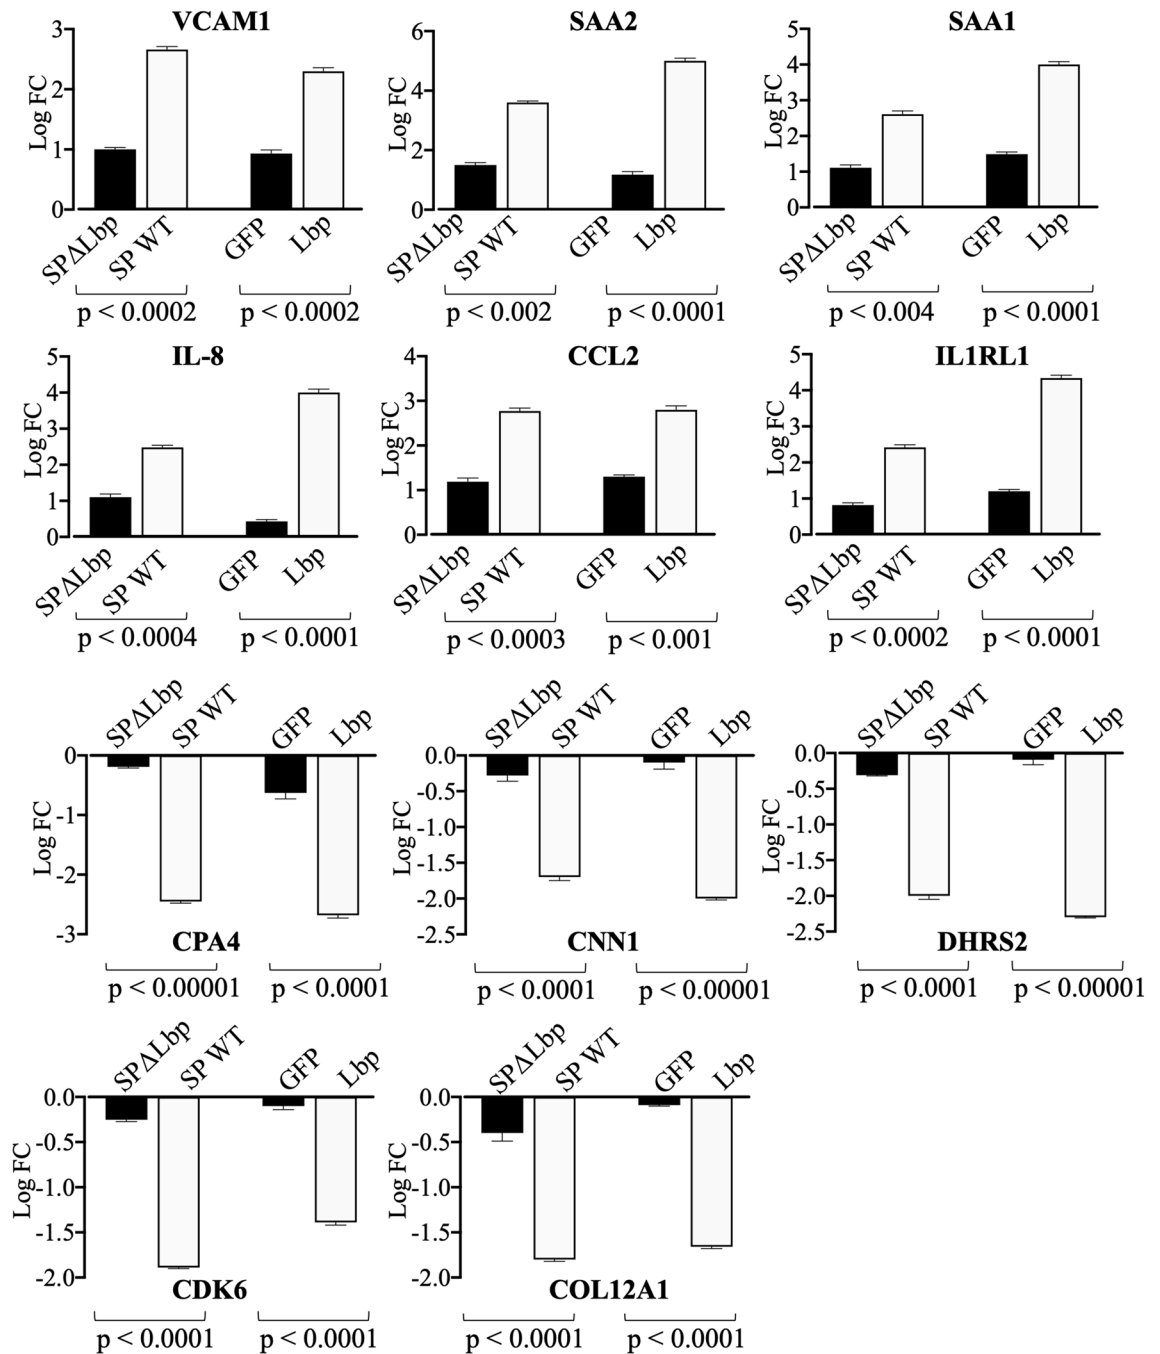 VCAM1
3
2
1
0
Log FC
SPΔLbp
SP WT
GFP
Lbp
p < 0.0002
p < 0.0002
SAA2
6
4
2
0
Log FC
SPΔLbp
SP WT
GFP
Lbp
p < 0.002
p < 0.0001
SAA1
5
4
3
2
1
0
Log FC
SPΔLbp
SP WT
GFP
Lbp
p < 0.004
p < 0.0001
IL-8
5
4
3
2
1
0
Log FC
SPΔLbp
SP WT
GFP
Lbp
p < 0.0004
p < 0.0001
CCL2
4
3
2
1
0
Log FC
SPΔLbp
SP WT
GFP
Lbp
p < 0.0003
p < 0.001
IL1RL1
5
4
3
2
1
0
Log FC
SPΔLbp
SP WT
GFP
Lbp
p < 0.0002
p < 0.0001
SPΔLbp
SP WT
GFP
Lbp
0
-1
-2
-3
Log FC
CPA4
p < 0.00001
p < 0.0001
SPΔLbp
SP WT
GFP
Lbp
0.0
-0.5
-1.0
-1.5
-2.0
-2.5
Log FC
CNN1
p < 0.0001
p < 0.00001
SPΔLbp
SP WT
GFP
Lbp
0.0
-0.5
-1.0
-1.5
-2.0
-2.5
Log FC
DHRS2
p < 0.0001
p < 0.00001
SPΔLbp
SP WT
GFP
Lbp
0.0
-0.5
-1.0
-1.5
-2.0
Log FC
CDK6
p < 0.0001
p < 0.0001
SPΔLbp
SP WT
GFP
Lbp
0.0
-0.5
-1.0
-1.5
-2.0
Log FC
COL12A1
p < 0.0001
p < 0.0001